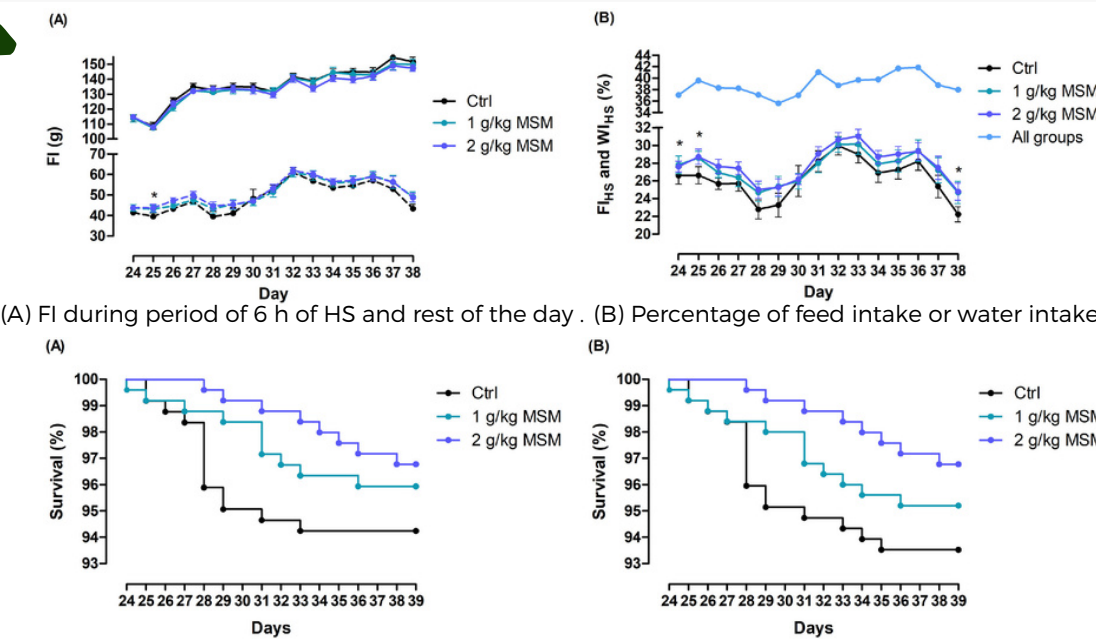 (A)
FI (g)
150
140
130
120
110
100
70
60
50
40
30
*
24 25 26 27 28 29 30 31 32 33 34 35 36 37 38
Day
Ctrl
1 g/kg MSM
2 g/kg MSM
(B)
FIHS and WIHS (%)
44
42
40
38
36
34
32
30
28
26
24
22
20
* * *
24 25 26 27 28 29 30 31 32 33 34 35 36 37 38
Day
Ctrl
1 g/kg MSM
2 g/kg MSM
All groups
(A) FI during period of 6 h of HS and rest of the day . (B) Percentage of feed intake or water intake
(A)
Survival (%)
100
99
98
97
96
95
94
93
24 25 26 27 28 29 30 31 32 33 34 35 36 37 38 39
Days
Ctrl
1 g/kg MSM
2 g/kg MSM
(B)
Survival (%)
100
99
98
97
96
95
94
93
24 25 26 27 28 29 30 31 32 33 34 35 36 37 38 39
Days
Ctrl
1 g/kg MSM
2 g/kg MSM